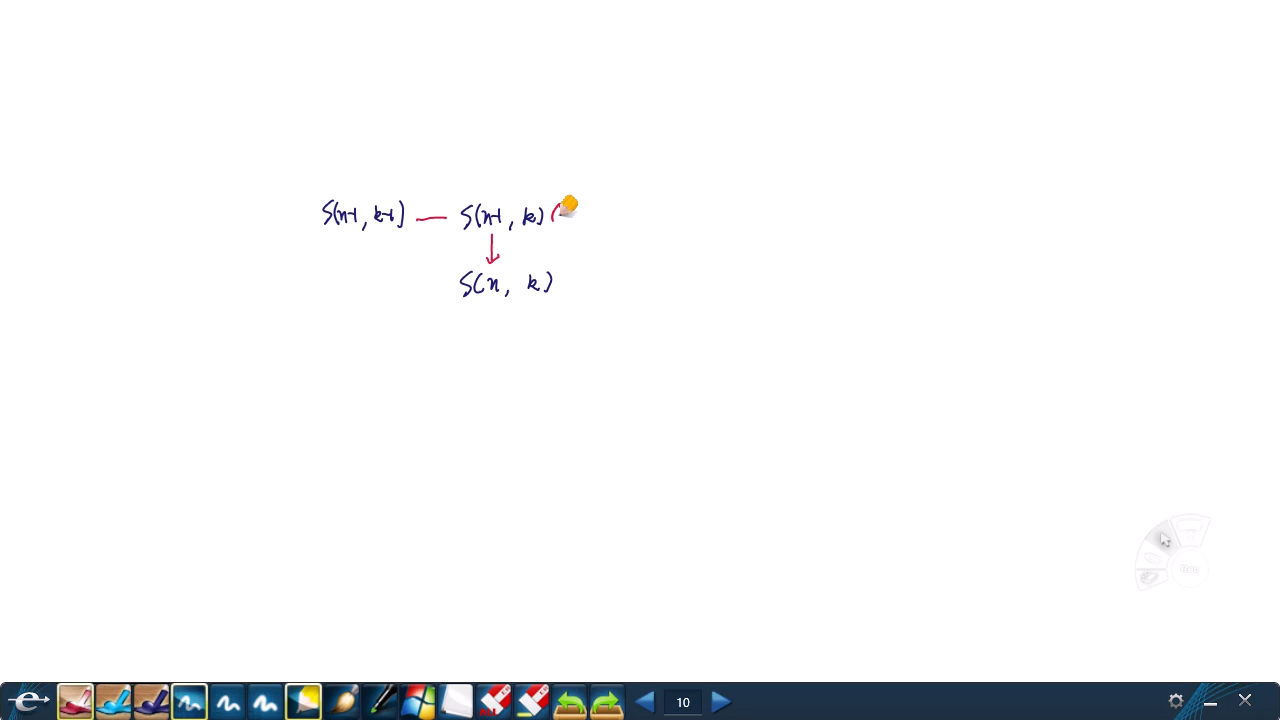 S(n-1, k-1) — S(n-1, k)
S(n, k)
10